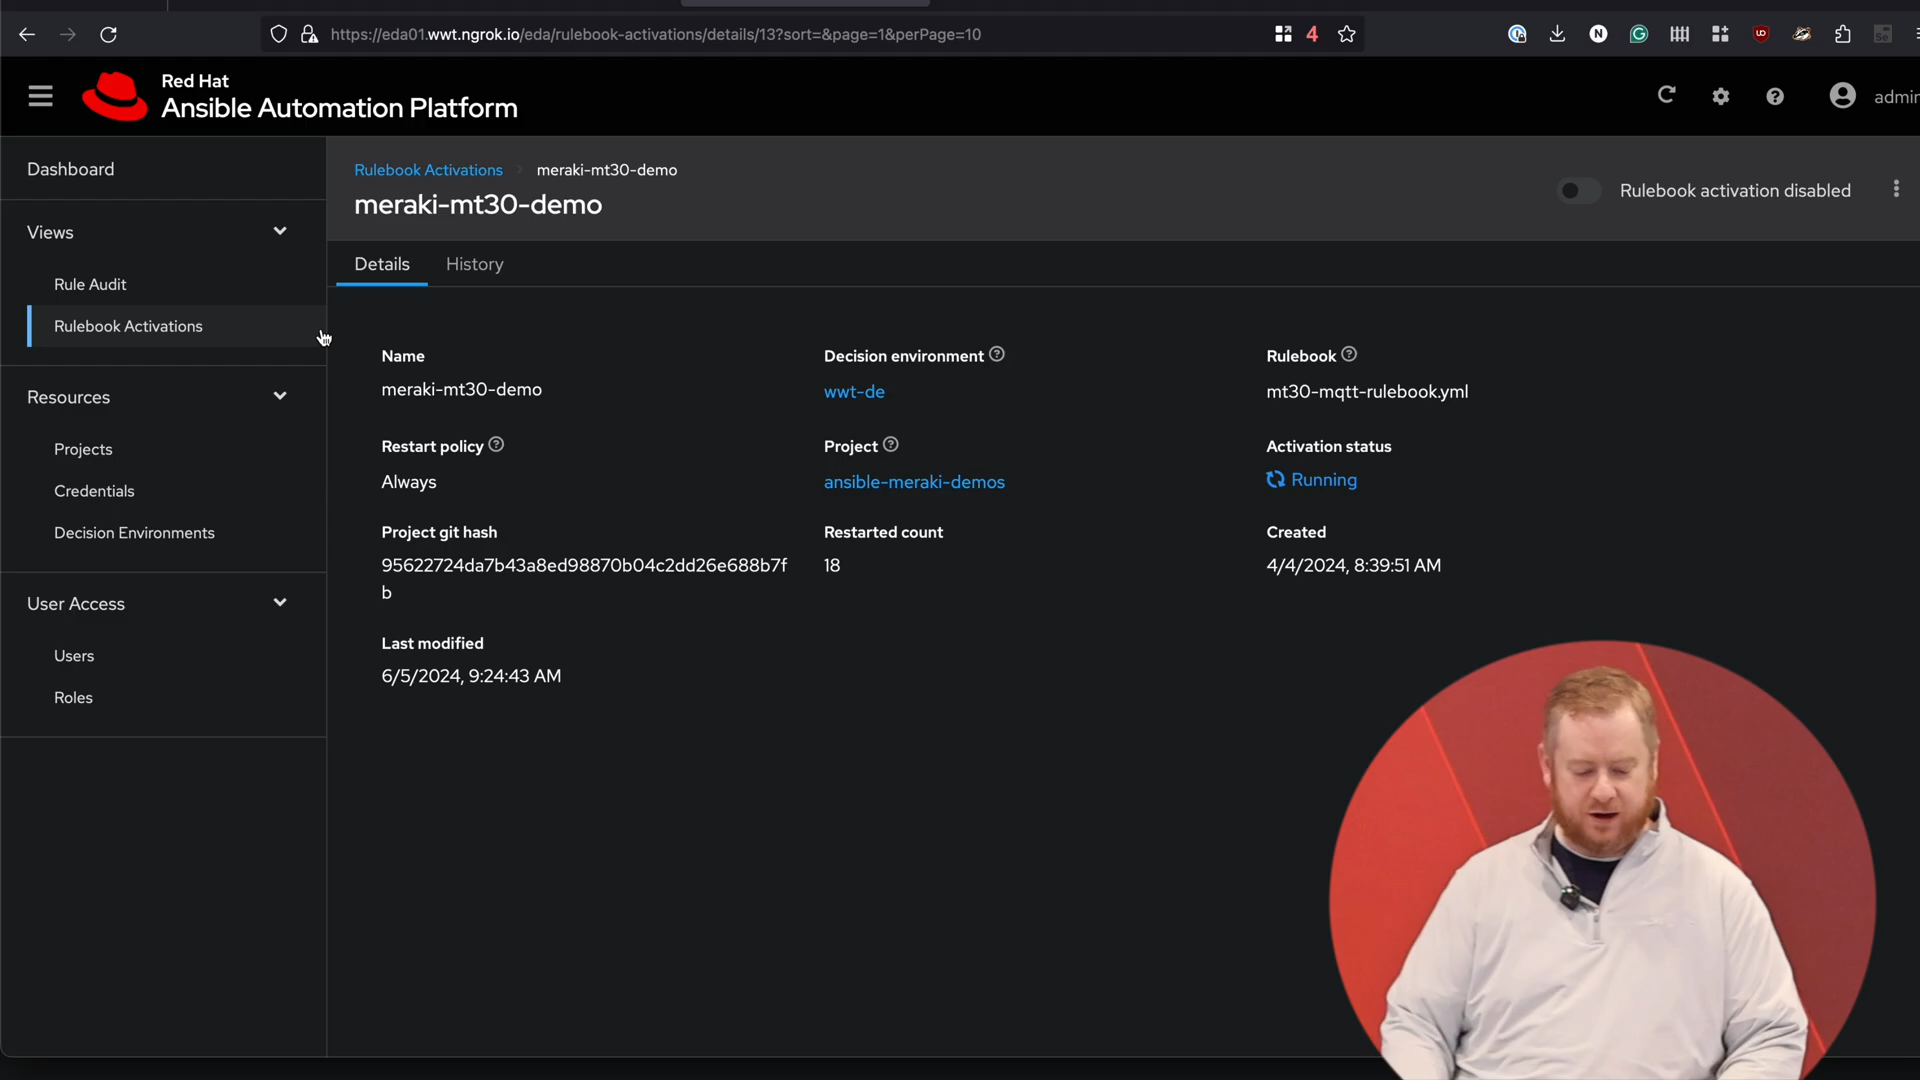 https://eda01.wwt.ngrok.io/eda/rulebook-activations/details/13?sort=&page=1&perPage=10
4
Red Hat
Ansible Automation Platform
admin
Dashboard
Views
Rule Audit
Rulebook Activations
Resources
Projects
Credentials
Decision Environments
User Access
Users
Roles
Rulebook Activations meraki-mt30-demo
meraki-mt30-demo
Rulebook activation disabled
Details History
Name
meraki-mt30-demo
Decision environment
wwt-de
Rulebook
mt30-mqtt-rulebook.yml
Restart policy
Always
Project
ansible-meraki-demos
Activation status
Running
Project git hash
95622724da7b43a8ed98870b04c2dd26e688b7f
b
Restarted count
18
Created
4/4/2024, 8:39:51 AM
Last modified
6/5/2024, 9:24:43 AM